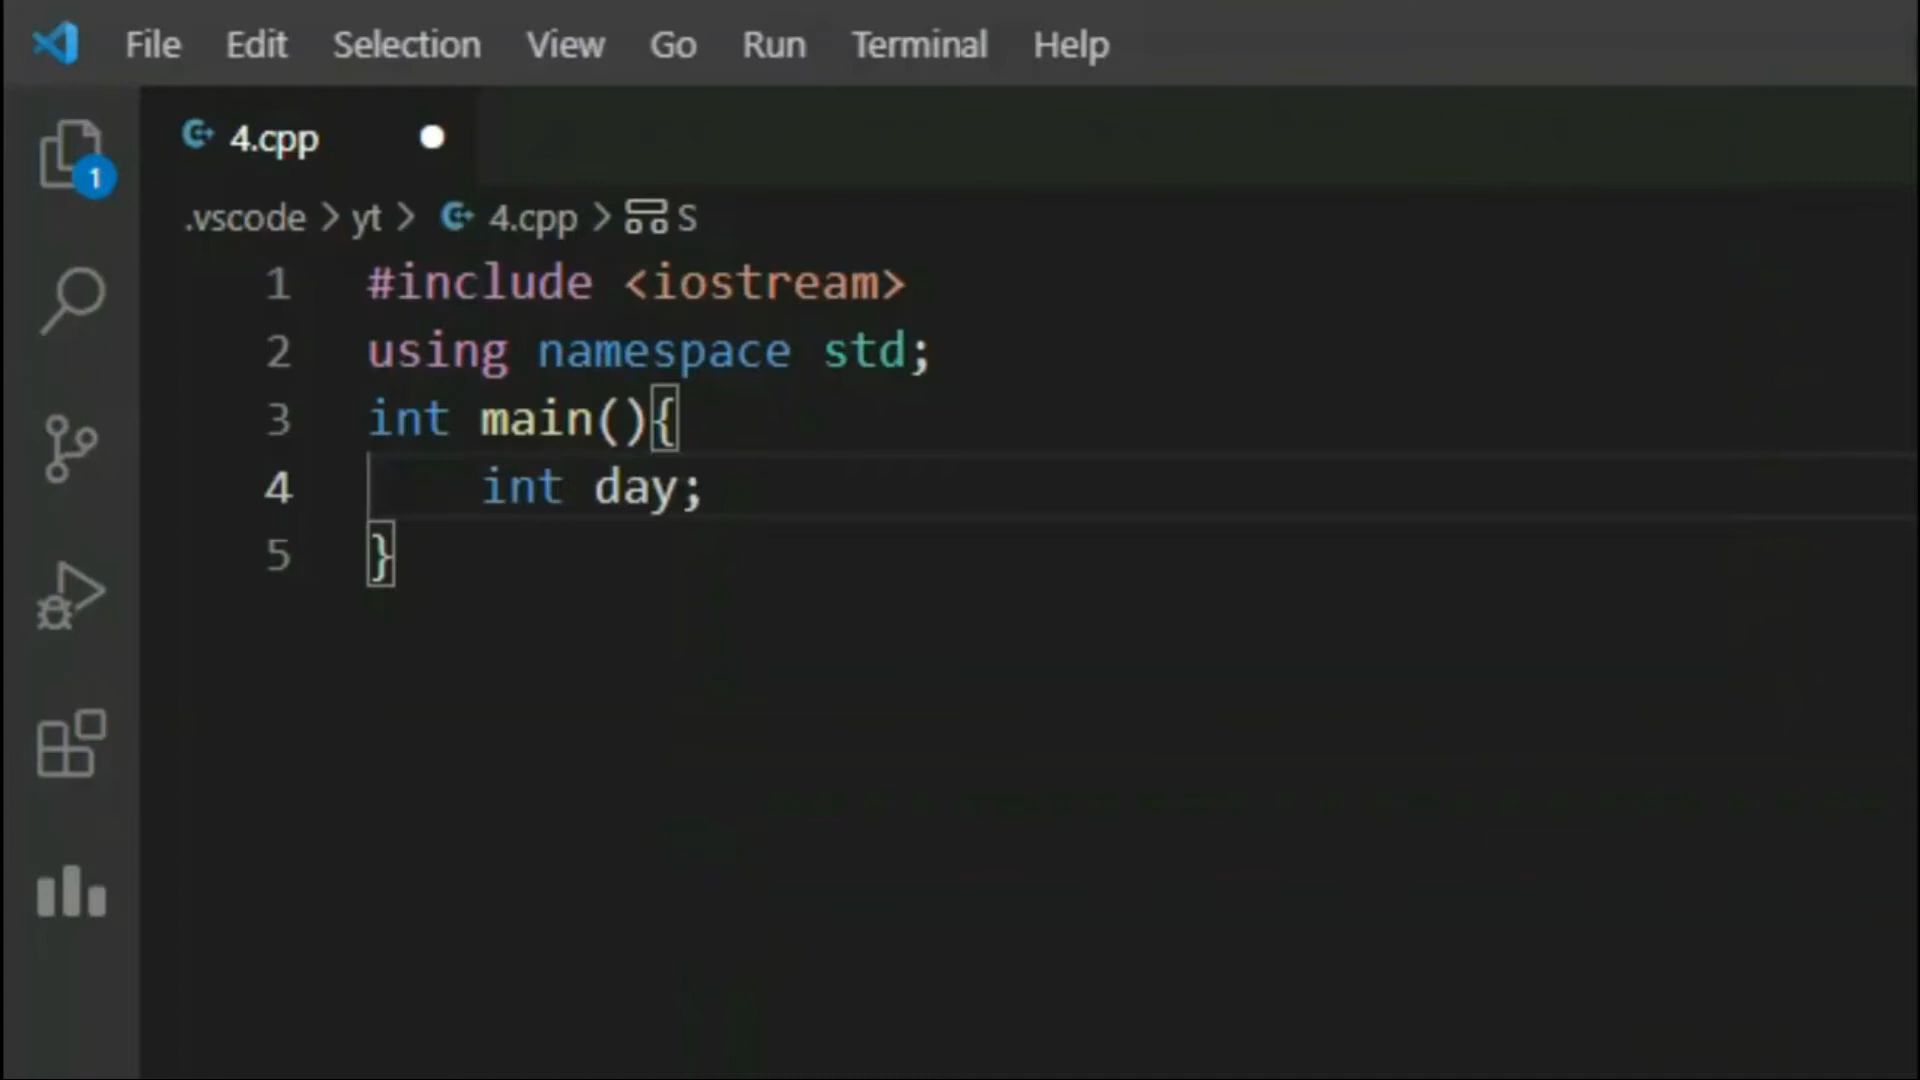 File Edit Selection View Go Run Terminal Help
4.cpp
1
.vscode > yt > 4.cpp > S
1 #include <iostream>
2 using namespace std;
3 int main(){
4 int day;
5 }